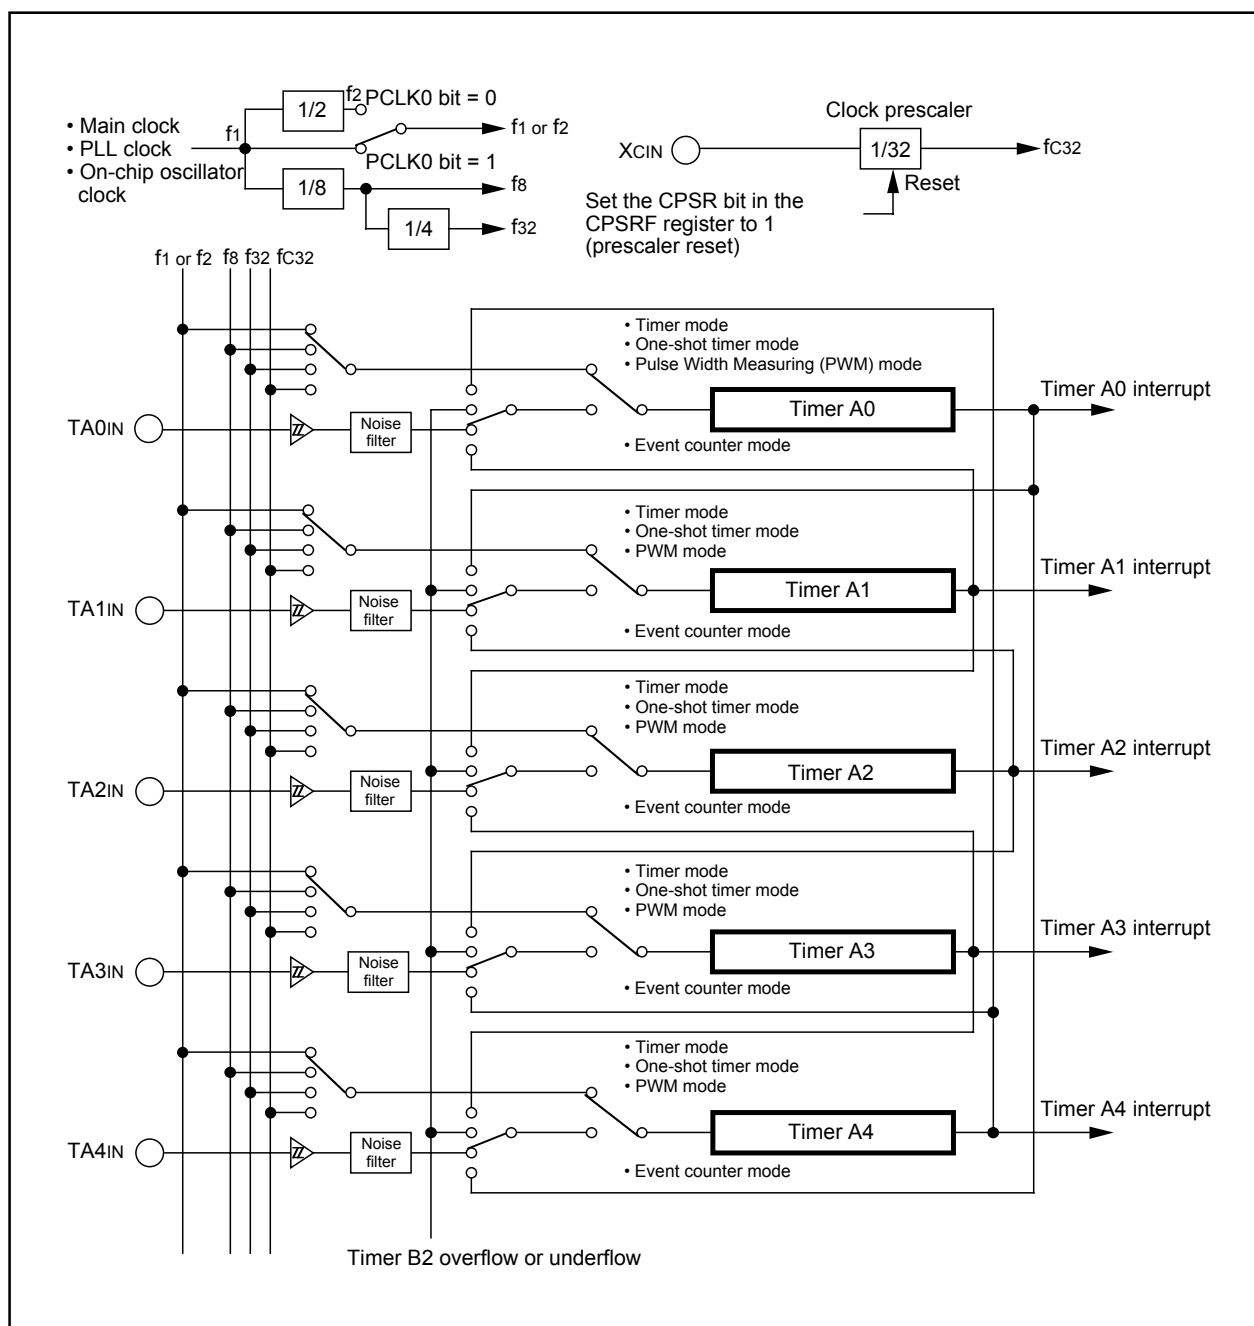 f2 PCLK0 bit = 0
1/2
• Main clock
f1
f1 or f2
• PLL clock
• On-chip oscillator
clock
PCLK0 bit = 1
1/8
f8
1/4
f32
Clock prescaler
XCIN
1/32
fC32
Reset
Set the CPSR bit in the
CPSRF register to 1
(prescaler reset)
f1 or f2 f8 f32 fC32
• Timer mode
• One-shot timer mode
• Pulse Width Measuring (PWM) mode
Timer A0
Timer A0 interrupt
TA0IN
Noise
filter
• Event counter mode
• Timer mode
• One-shot timer mode
• PWM mode
Timer A1
Timer A1 interrupt
TA1IN
Noise
filter
• Event counter mode
• Timer mode
• One-shot timer mode
• PWM mode
Timer A2
Timer A2 interrupt
TA2IN
Noise
filter
• Event counter mode
• Timer mode
• One-shot timer mode
• PWM mode
Timer A3
Timer A3 interrupt
TA3IN
Noise
filter
• Event counter mode
• Timer mode
• One-shot timer mode
• PWM mode
Timer A4
Timer A4 interrupt
TA4IN
Noise
filter
• Event counter mode
Timer B2 overflow or underflow